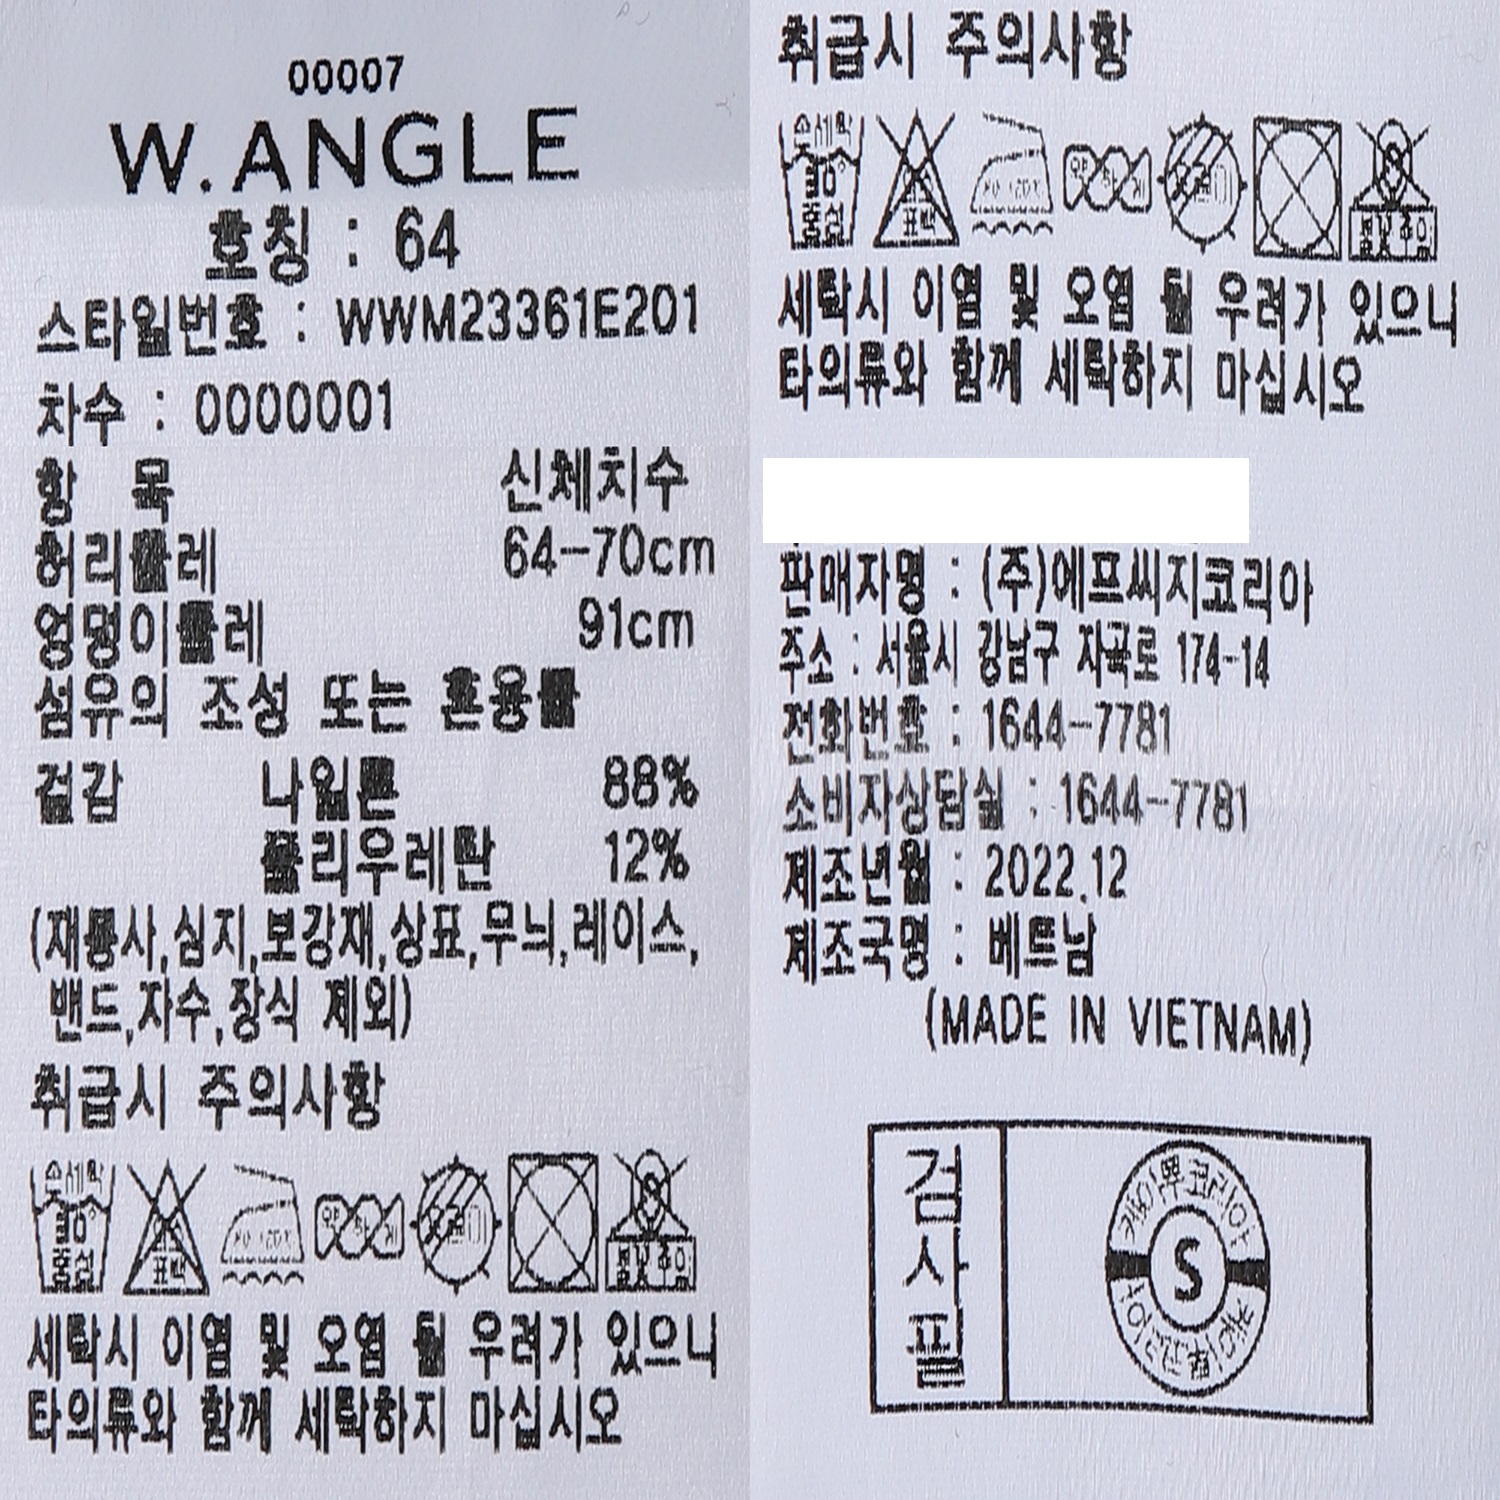 00007
W.ANGLE
호칭 : 64
스타일번호 : WWM23361E201
차수 : 0000001
항 목 신체치수
허리둘레 64-70cm
엉덩이둘레 91cm
섬유의 조성 또는 혼용률
겉감 나일론 88%
폴리우레탄 12%
(재봉사,심지,보강재,상표,무늬,레이스,
밴드,자수,장식 제외)
취급시 주의사항
손세탁
표백
세탁시 이염 및 오염 될 우려가 있으니
타의류와 함께 세탁하지 마십시오
취급시 주의사항
손세탁
표백
세탁시 이염 및 오염 될 우려가 있으니
타의류와 함께 세탁하지 마십시오
판매자명 : (주)에프씨지코리아
주소 : 서울시 강남구 자곡로 174-14
전화번호 : 1644-7781
소비자상담실 : 1644-7781
제조년월 : 2022.12
제조국명 : 베트남
(MADE IN VIETNAM)
검사필
S